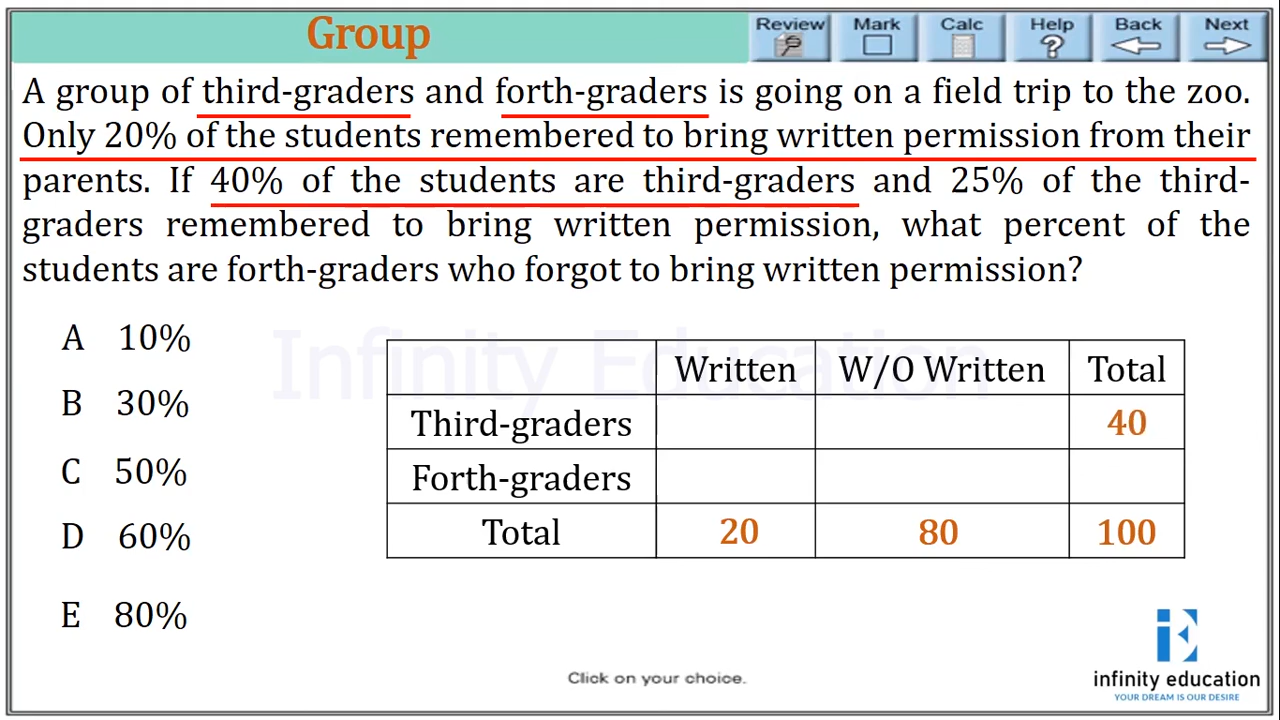 Group
Review Mark Calc Help Back Next
A group of third-graders and forth-graders is going on a field trip to the zoo.
Only 20% of the students remembered to bring written permission from their
parents. If 40% of the students are third-graders and 25% of the third-
graders remembered to bring written permission, what percent of the
students are forth-graders who forgot to bring written permission?
A 10%
B 30%
C 50%
D 60%
E 80%
Infinity Education
Written W/O Written Total
Third-graders 40
Forth-graders
Total 20 80 100
Click on your choice.
infinity education
YOUR DREAM IS OUR DESIRE